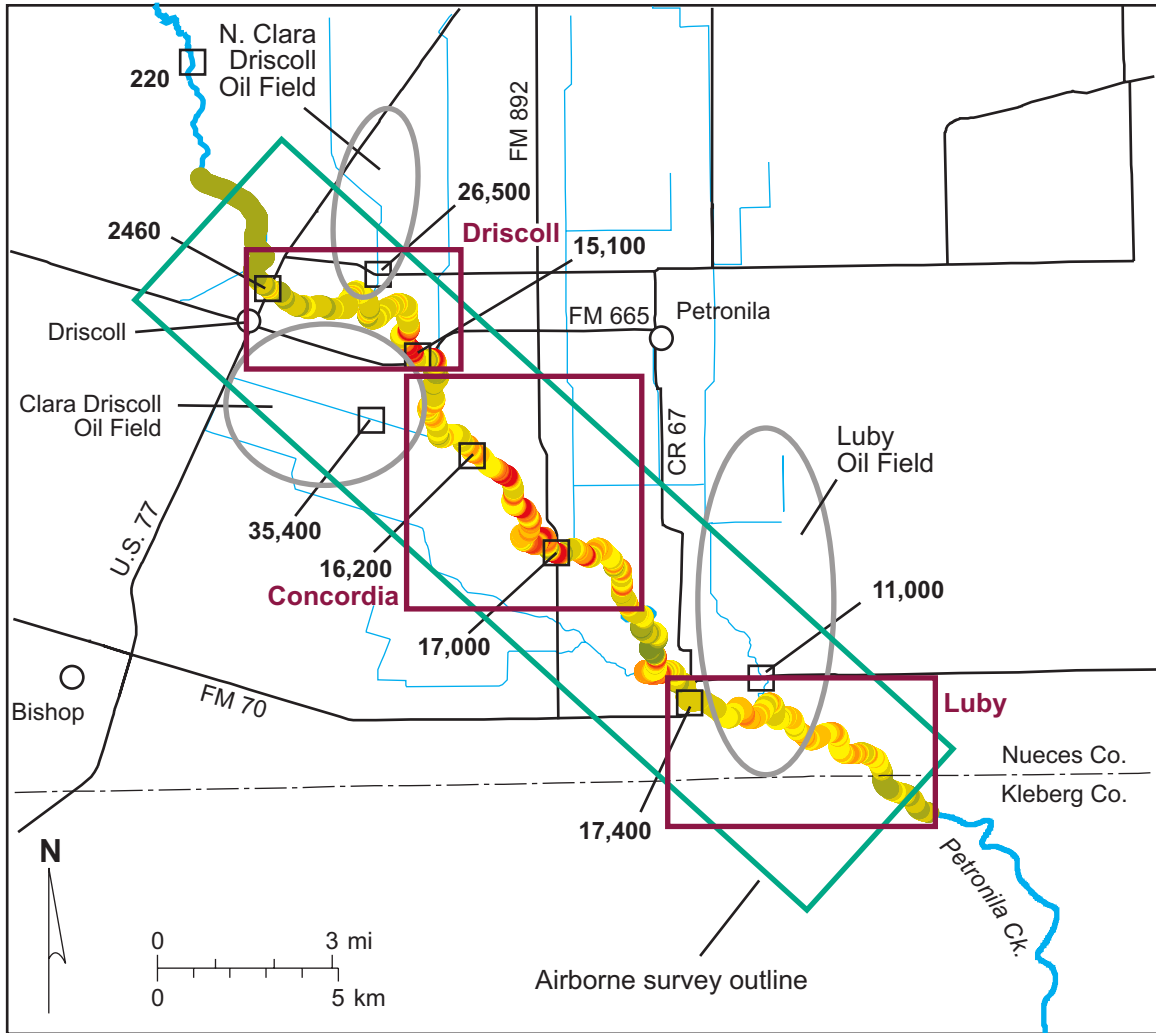 N. Clara
Driscoll
Oil Field
220
FM 892
26,500
Driscoll
2460
15,100
FM 665
Petronila
Driscoll
Clara Driscoll
Oil Field
Luby
Oil Field
CR 67
35,400
U.S. 77
16,200
Concordia
11,000
17,000
FM 70
Bishop
Luby
Nueces Co.
Kleberg Co.
17,400
N
Petronila Ck.
0 3 mi
0 5 km
Airborne survey outline